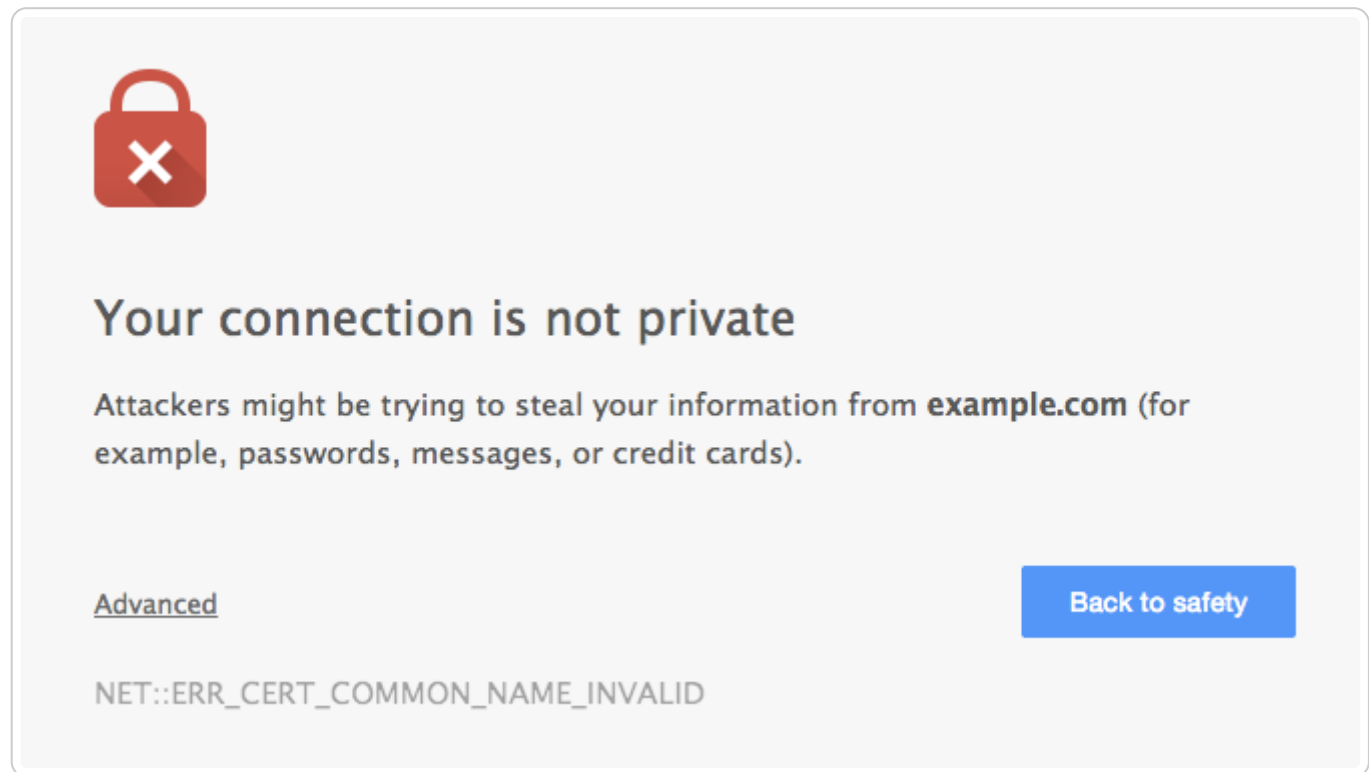 Your connection is not private
Attackers might be trying to steal your information from example.com (for
example, passwords, messages, or credit cards).
Advanced
Back to safety
NET::ERR_CERT_COMMON_NAME_INVALID